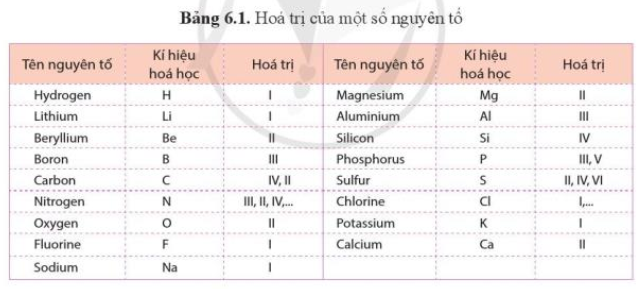 Bảng 6.1. Hoá trị của một số nguyên tố
Tên nguyên tố Kí hiệu hoá học Hoá trị Tên nguyên tố Kí hiệu hoá học Hoá trị
Hydrogen H I Magnesium Mg II
Lithium Li I Aluminium Al III
Beryllium Be II Silicon Si IV
Boron B III Phosphorus P III, V
Carbon C IV, II Sulfur S II, IV, VI
Nitrogen N III, II, IV,... Chlorine Cl I,...
Oxygen O II Potassium K I
Fluorine F I Calcium Ca II
Sodium Na I